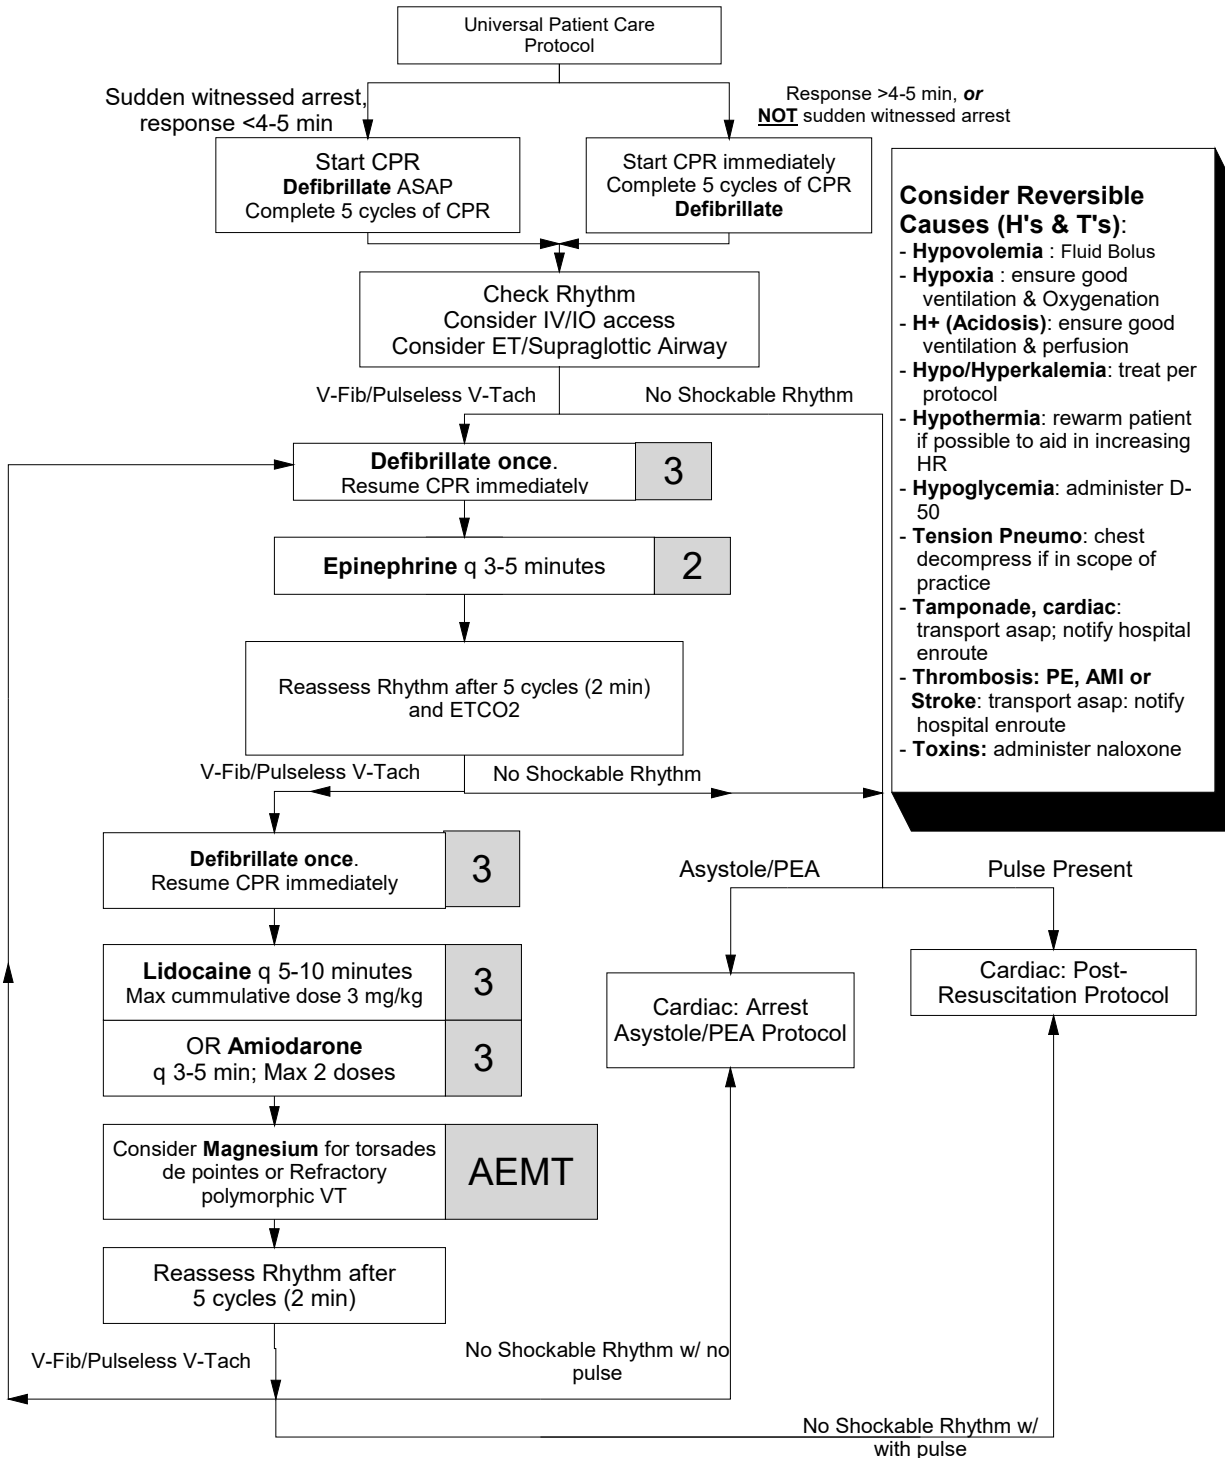 Universal Patient Care
Protocol
Sudden witnessed arrest,
response <4-5 min
Response >4-5 min, or
NOT sudden witnessed arrest
Start CPR
Defibrillate ASAP
Complete 5 cycles of CPR
Start CPR immediately
Complete 5 cycles of CPR
Defibrillate
Check Rhythm
Consider IV/IO access
Consider ET/Supraglottic Airway
V-Fib/Pulseless V-Tach
No Shockable Rhythm
Defibrillate once.
Resume CPR immediately
3
Epinephrine q 3-5 minutes
2
Reassess Rhythm after 5 cycles (2 min)
and ETCO2
V-Fib/Pulseless V-Tach
No Shockable Rhythm
Defibrillate once.
Resume CPR immediately
3
Lidocaine q 5-10 minutes
Max cummulative dose 3 mg/kg
3
OR Amiodarone
q 3-5 min; Max 2 doses
3
Consider Magnesium for torsades
de pointes or Refractory
polymorphic VT
AEMT
Reassess Rhythm after
5 cycles (2 min)
V-Fib/Pulseless V-Tach
No Shockable Rhythm w/ no
pulse
No Shockable Rhythm w/
with pulse
Asystole/PEA
Pulse Present
Cardiac: Arrest
Asystole/PEA Protocol
Cardiac: Post-
Resuscitation Protocol
Consider Reversible
Causes (H's & T's):
- Hypovolemia : Fluid Bolus
- Hypoxia : ensure good
ventilation & Oxygenation
- H+ (Acidosis): ensure good
ventilation & perfusion
- Hypo/Hyperkalemia: treat per
protocol
- Hypothermia: rewarm patient
if possible to aid in increasing
HR
- Hypoglycemia: administer D-
50
- Tension Pneumo: chest
decompress if in scope of
practice
- Tamponade, cardiac:
transport asap; notify hospital
enroute
- Thrombosis: PE, AMI or
Stroke: transport asap: notify
hospital enroute
- Toxins: administer naloxone